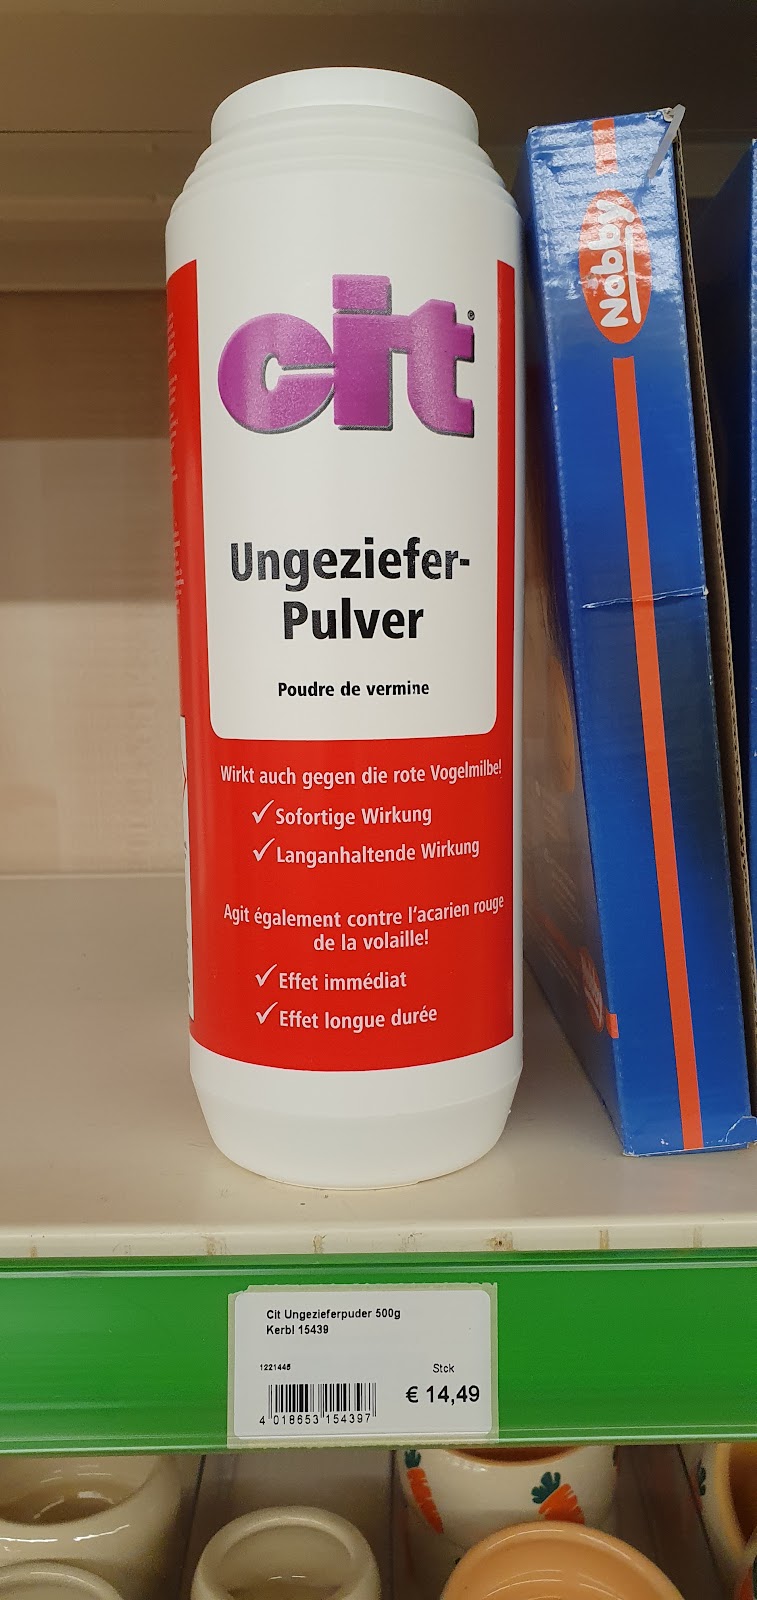 cit®
Ungeziefer-
Pulver
Poudre de vermine
Wirkt auch gegen die rote Vogelmilbe!
✓ Sofortige Wirkung
✓ Langanhaltende Wirkung
Agit également contre l'acarien rouge
de la volaille!
✓ Effet immédiat
✓ Effet longue durée
Nobby
Cit Ungezieferpuder 500g
Kerbl 15439
1221446
Stck
€ 14,49
4 018653 154397